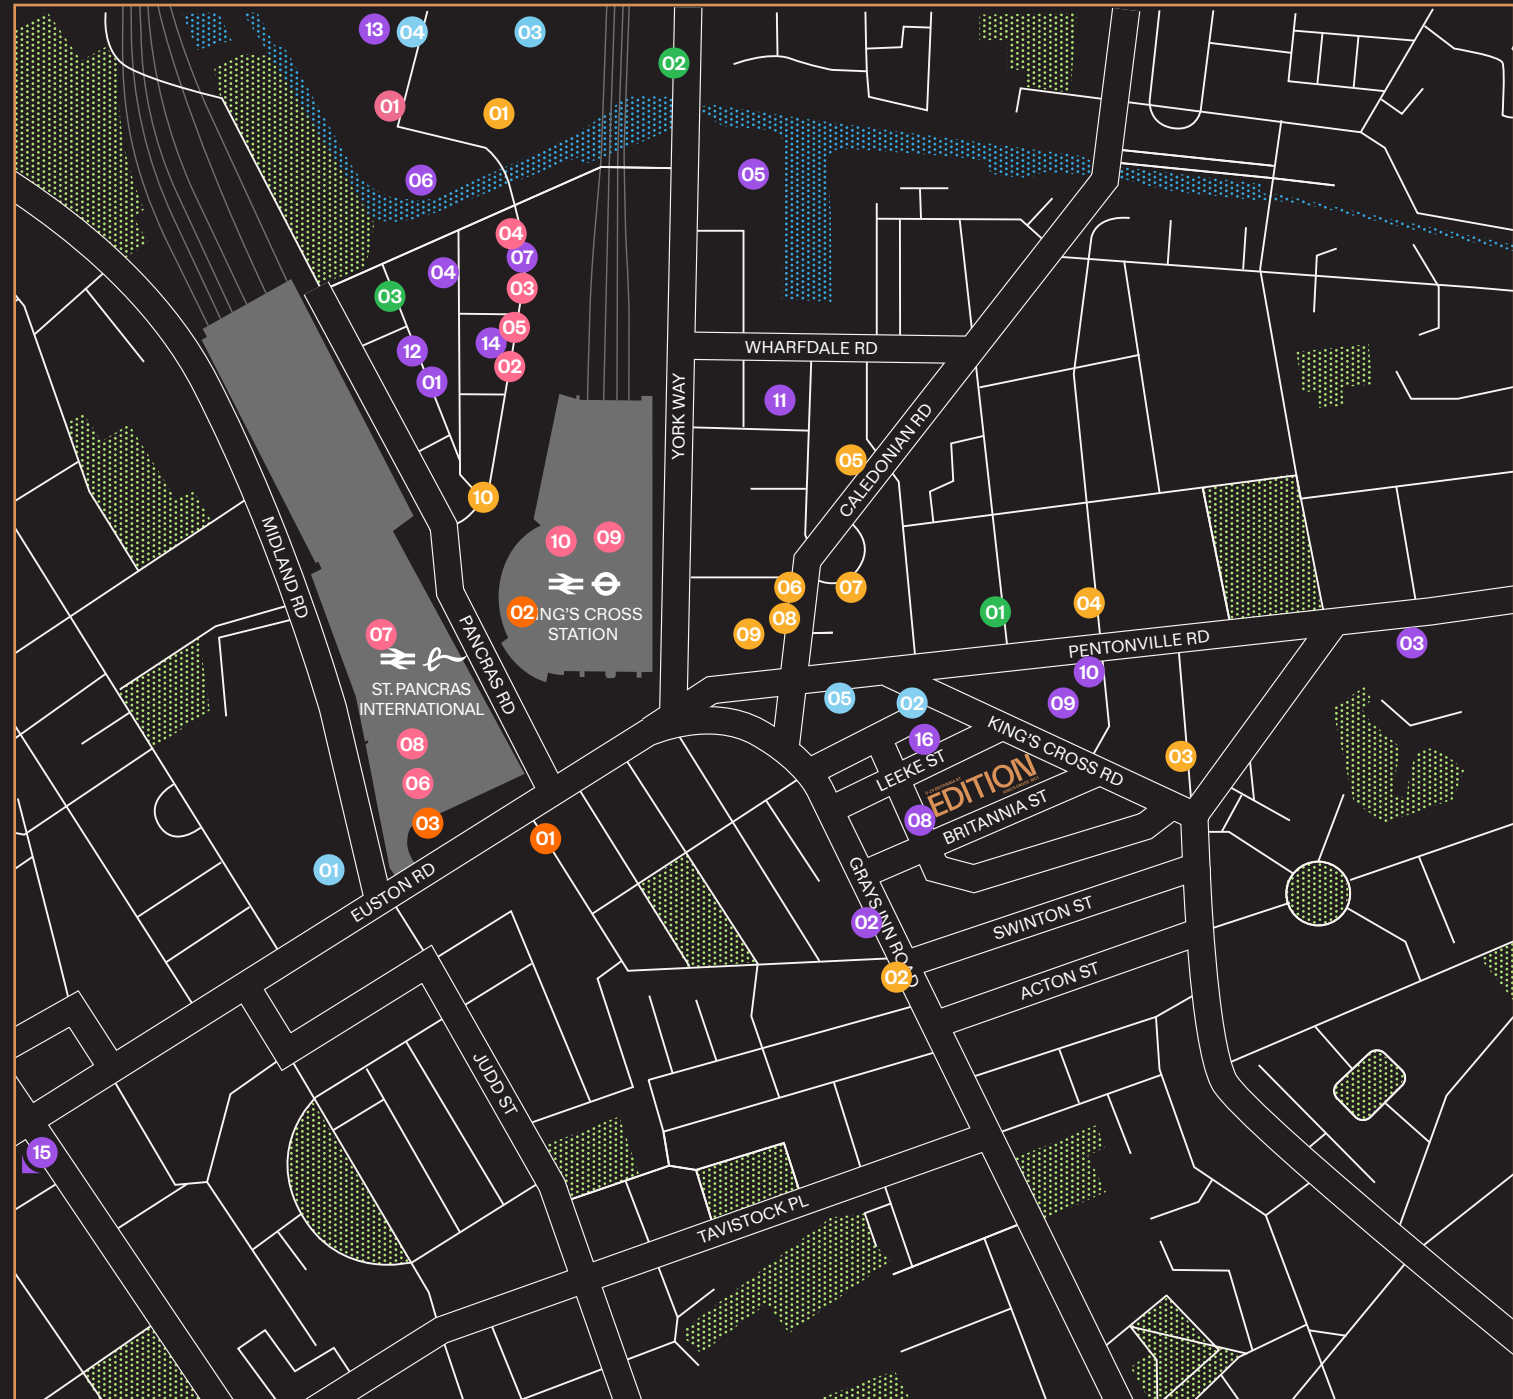 13
04
03
02
01
01
06
05
04
07
04
03
03
05
14
12
02
01
WHARFDALE RD
11
YORK WAY
CALEDONIAN RD
05
10
MIDLAND RD
10
09
06
07
08
09
02
KING'S CROSS
STATION
01
04
PENTONVILLE RD
03
10
09
07
ST. PANCRAS
INTERNATIONAL
PANCRAS RD
05
02
16
KING'S CROSS RD
03
LEEKE ST
EDITION
BRITANNIA ST
08
08
06
03
01
01
EUSTON RD
GRAYS INN ROAD
02
02
SWINTON ST
ACTON ST
JUDD ST
15
TAVISTOCK PL